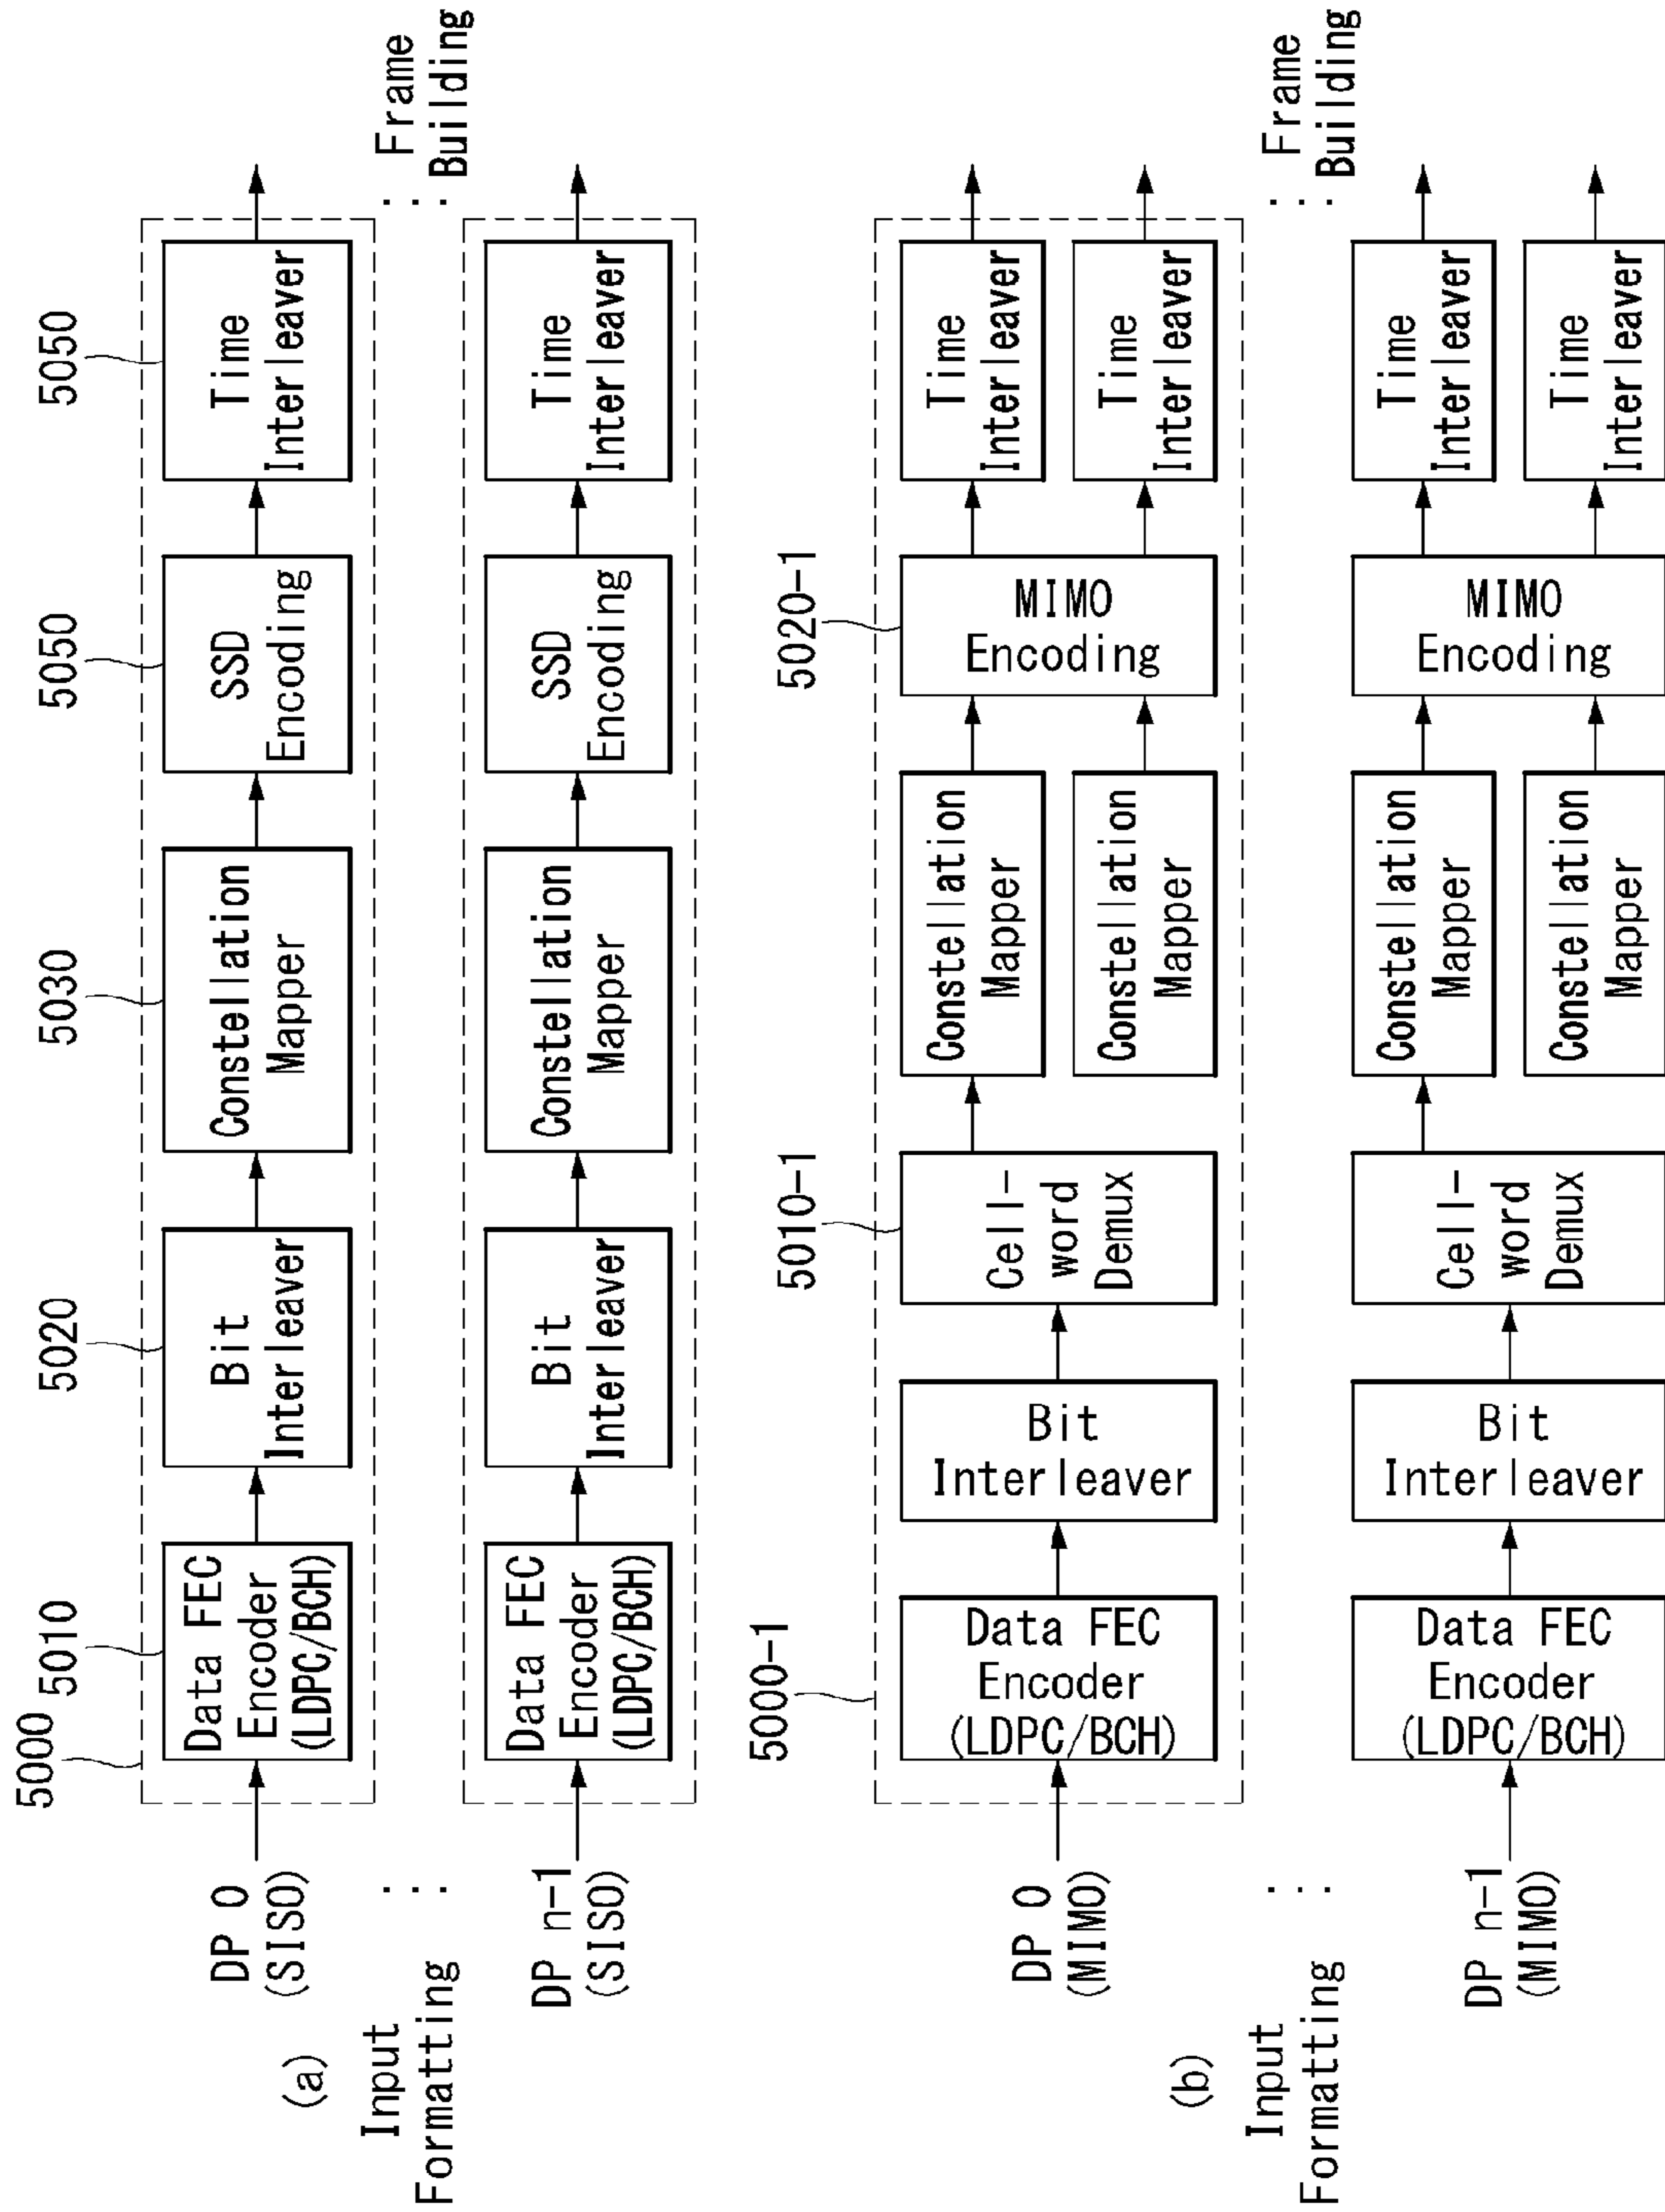 5000
5010
5020
5030
5050
5050
(a)
Input
Formatting
DP 0
(SISO)
Data FEC
Encoder
(LDPC/BCH)
Bit
Interleaver
Constellation
Mapper
SSD
Encoding
Time
Interleaver
...
...
Frame
Building
DP n-1
(SISO)
Data FEC
Encoder
(LDPC/BCH)
Bit
Interleaver
Constellation
Mapper
SSD
Encoding
Time
Interleaver
5000-1
5010-1
5020-1
(b)
Input
Formatting
DP 0
(MIMO)
Data FEC
Encoder
(LDPC/BCH)
Bit
Interleaver
Cell-
word
Demux
Constellation
Mapper
Constellation
Mapper
MIMO
Encoding
Time
Interleaver
Time
Interleaver
...
...
Frame
Building
DP n-1
(MIMO)
Data FEC
Encoder
(LDPC/BCH)
Bit
Interleaver
Cell-
word
Demux
Constellation
Mapper
Constellation
Mapper
MIMO
Encoding
Time
Interleaver
Time
Interleaver